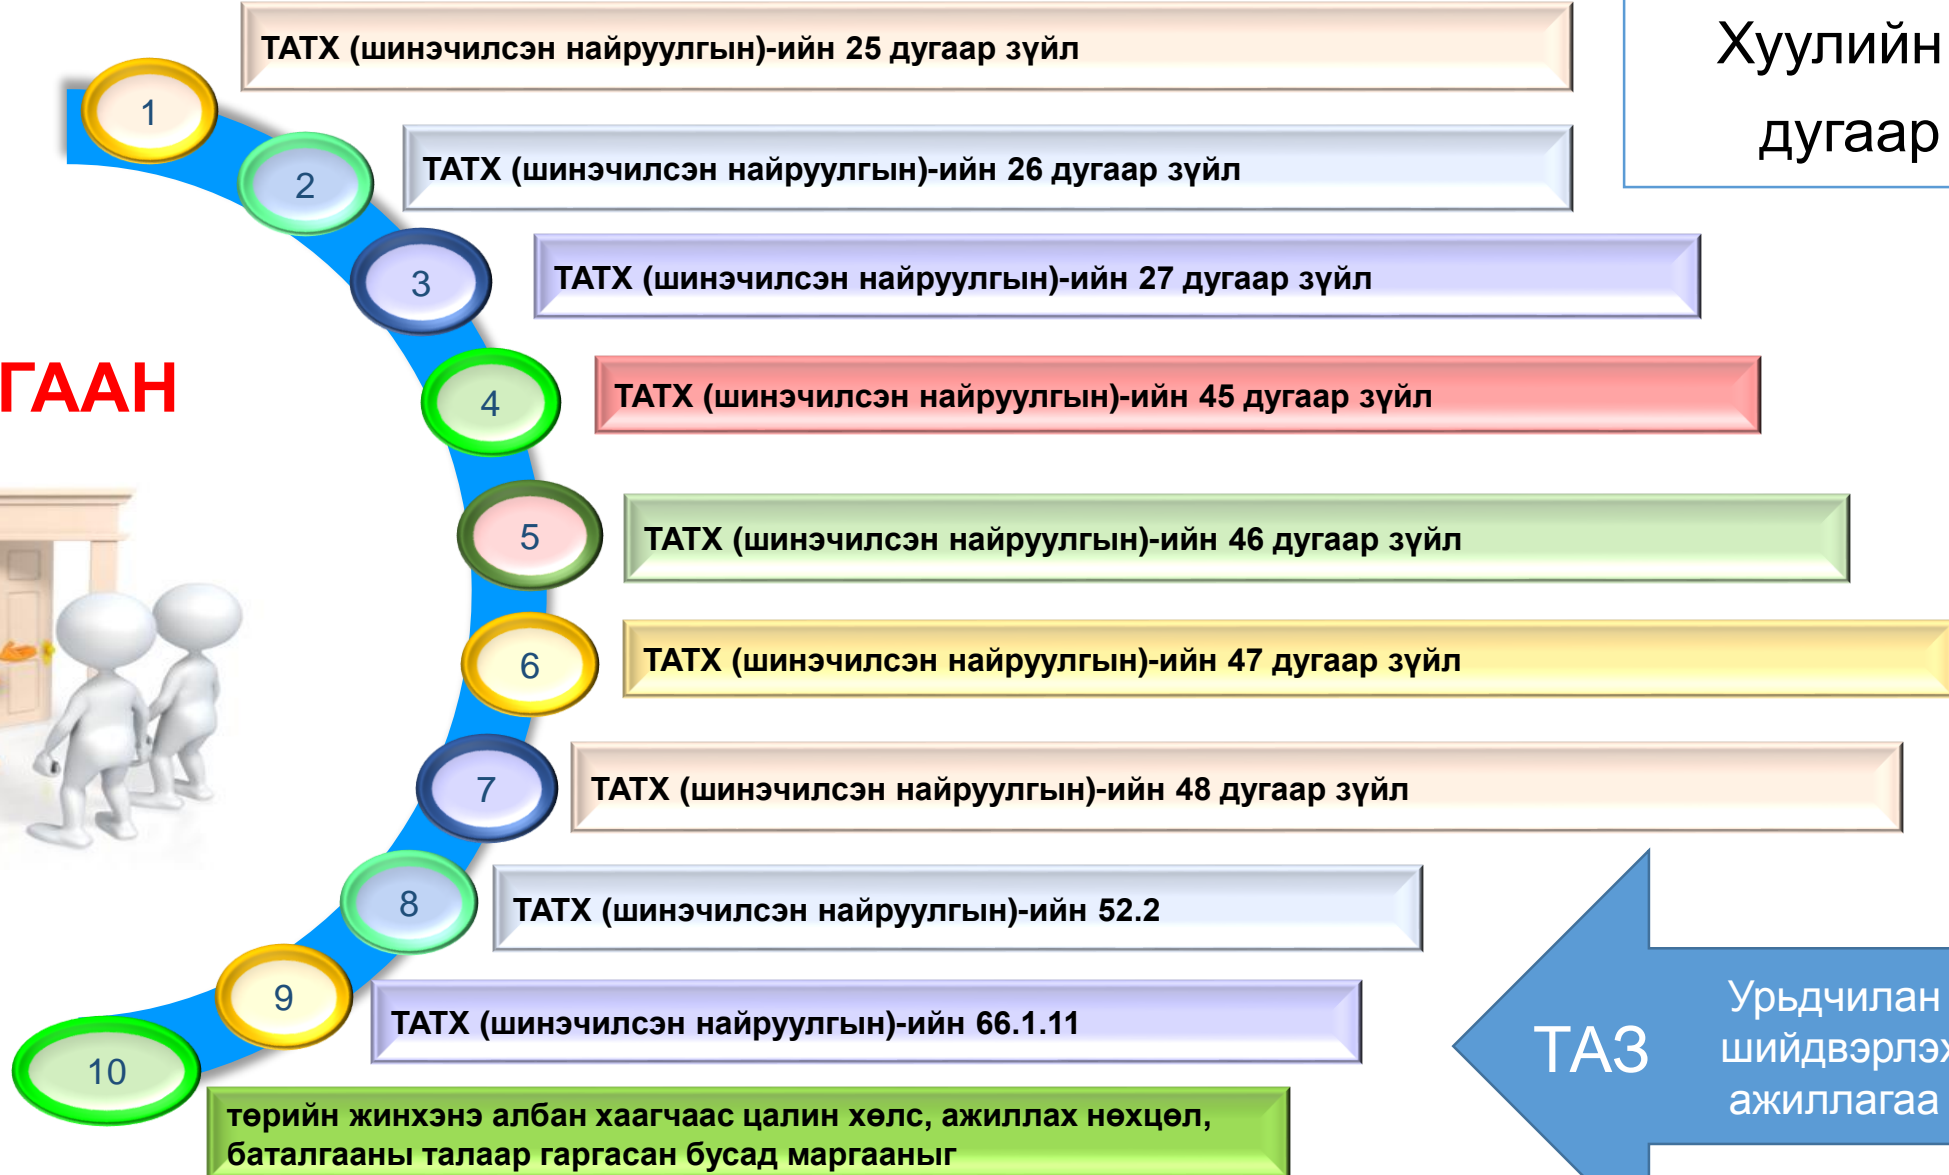 ТАТХ (шинэчилсэн найруулгын)-ийн 25 дугаар зүйл
Хуулийн
дугаар
1
2
ТАТХ (шинэчилсэн найруулгын)-ийн 26 дугаар зүйл
3
ТАТХ (шинэчилсэн найруулгын)-ийн 27 дугаар зүйл
ГААН
4
ТАТХ (шинэчилсэн найруулгын)-ийн 45 дугаар зүйл
5
ТАТХ (шинэчилсэн найруулгын)-ийн 46 дугаар зүйл
6
ТАТХ (шинэчилсэн найруулгын)-ийн 47 дугаар зүйл
7
ТАТХ (шинэчилсэн найруулгын)-ийн 48 дугаар зүйл
8
ТАТХ (шинэчилсэн найруулгын)-ийн 52.2
9
ТАТХ (шинэчилсэн найруулгын)-ийн 66.1.11
10
төрийн жинхэнэ албан хаагчаас цалин хөлс, ажиллах нөхцөл,
баталгааны талаар гаргасан бусад маргааныг
ТАЗ
Урьдчилан
шийдвэрлэх
ажиллагаа